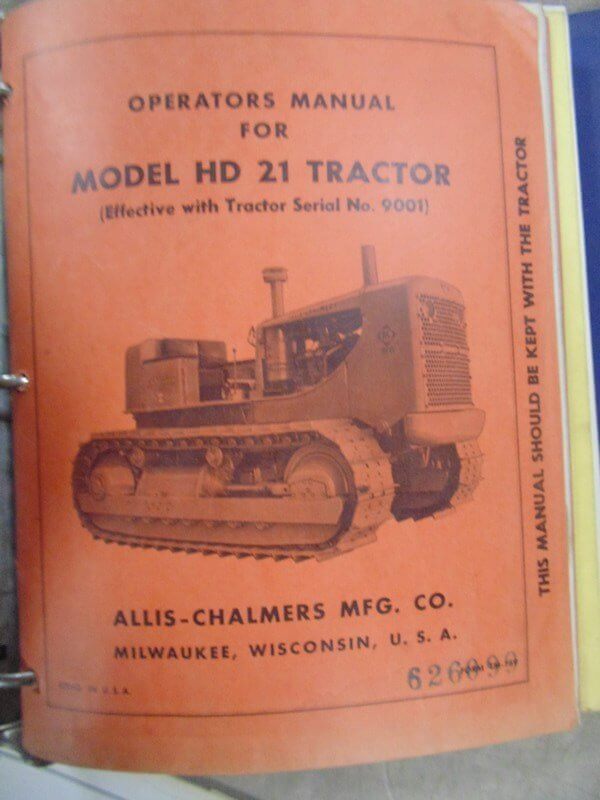 OPERATORS MANUAL
FOR
MODEL HD 21 TRACTOR
(Effective with Tractor Serial No. 9001)
THIS MANUAL SHOULD BE KEPT WITH THE TRACTOR
ALLIS-CHALMERS MFG. CO.
MILWAUKEE, WISCONSIN, U. S. A.
IN U.S.A.